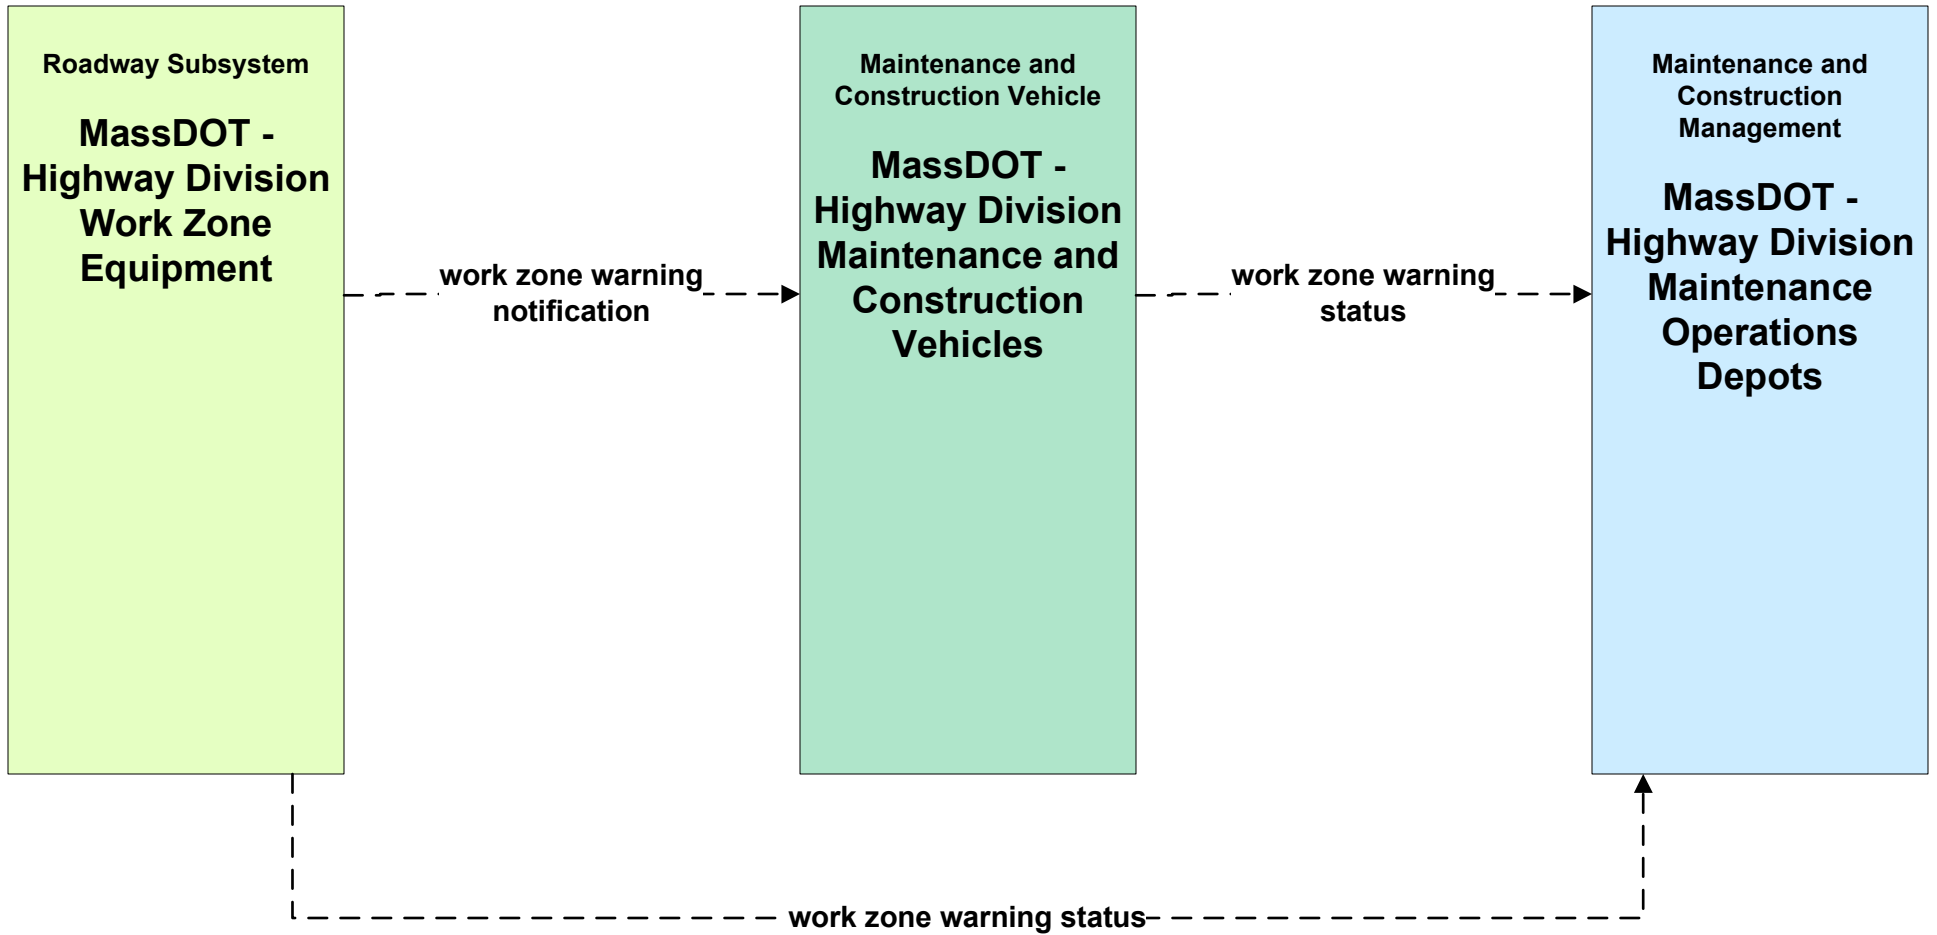 Roadway Subsystem
MassDOT -
Highway Division
Work Zone
Equipment
work zone warning
notification
Maintenance and
Construction Vehicle
MassDOT -
Highway Division
Maintenance and
Construction
Vehicles
work zone warning
status
Maintenance and
Construction
Management
MassDOT -
Highway Division
Maintenance
Operations
Depots
work zone warning status